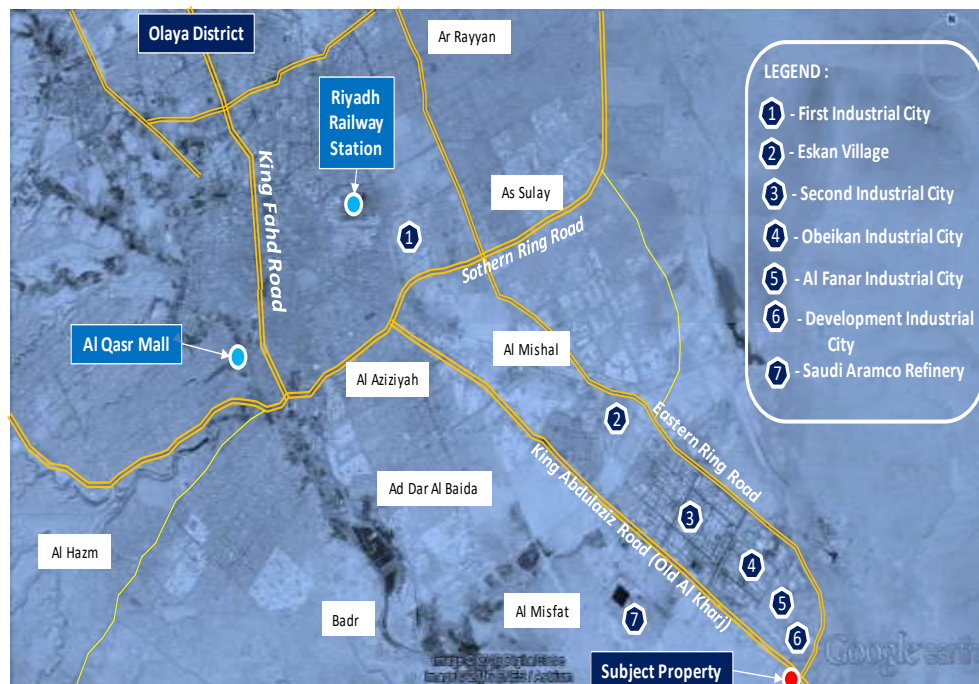 Olaya District
Ar Rayyan
Riyadh
Railway
Station
King Fahd Road
As Sulay
1
Sothern Ring Road
Al Qasr Mall
Al Mishal
Al Aziziyah
2
Eastern Ring Road
King Abdulaziz Road (Old Al Kharj)
Ad Dar Al Baida
3
Al Hazm
4
Al Misfat
5
Badr
7
6
Subject Property
Google earth
LEGEND :
1 - First Industrial City
2 - Eskan Village
3 - Second Industrial City
4 - Obeikan Industrial City
5 - Al Fanar Industrial City
6 - Development Industrial
City
7 - Saudi Aramco Refinery